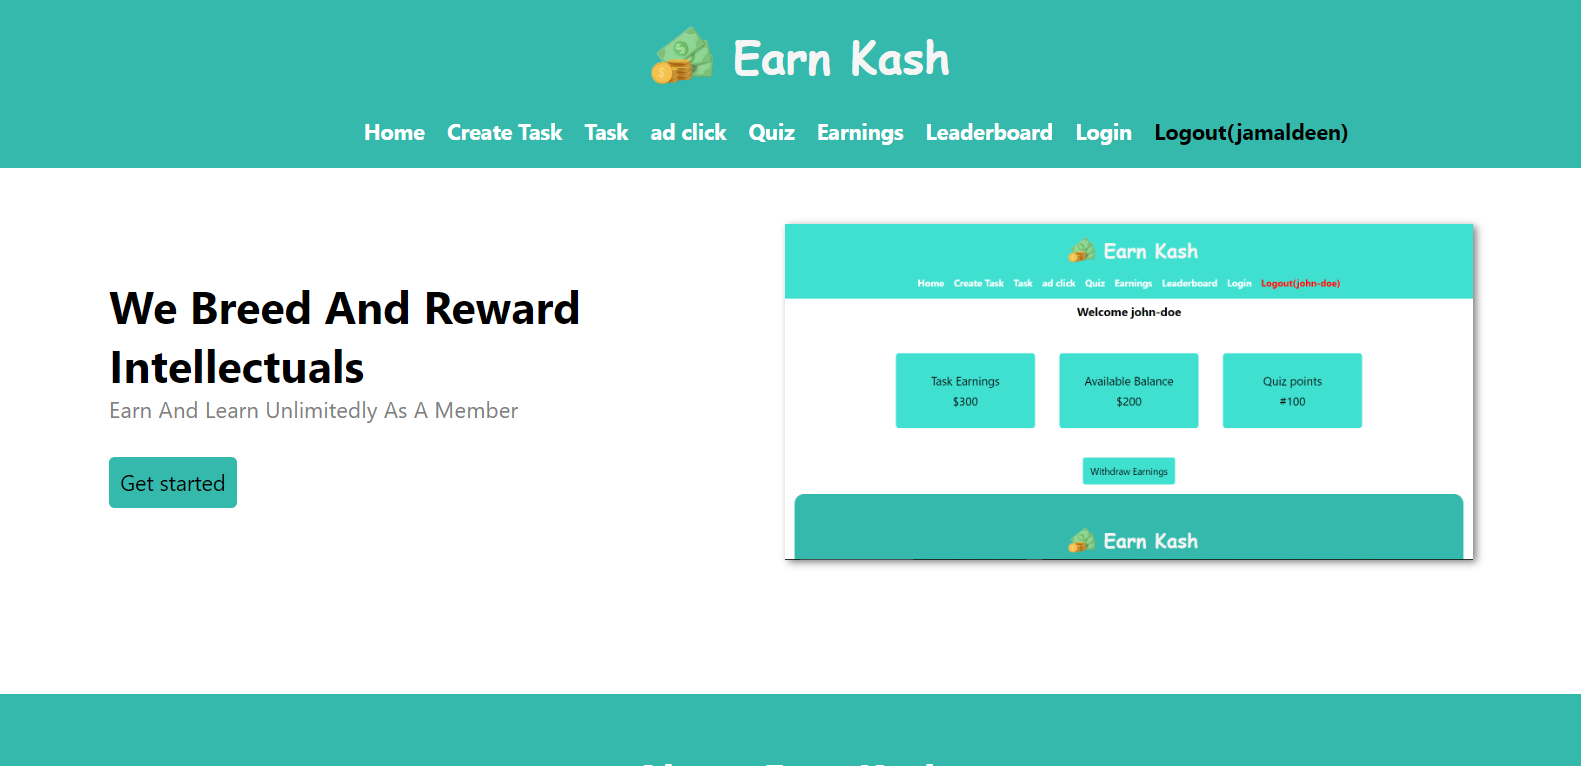 Earn Kash
Home Create Task Task ad click Quiz Earnings Leaderboard Login Logout(jamaldeen)
We Breed And Reward
Intellectuals
Earn And Learn Unlimitedly As A Member
Get started
Earn Kash
Home Create Task Task ad click Quiz Earnings Leaderboard Login Logout(john-doe)
Welcome john-doe
Task Earnings Available Balance Quiz points
$300 $200 #100
Withdraw Earnings
Earn Kash